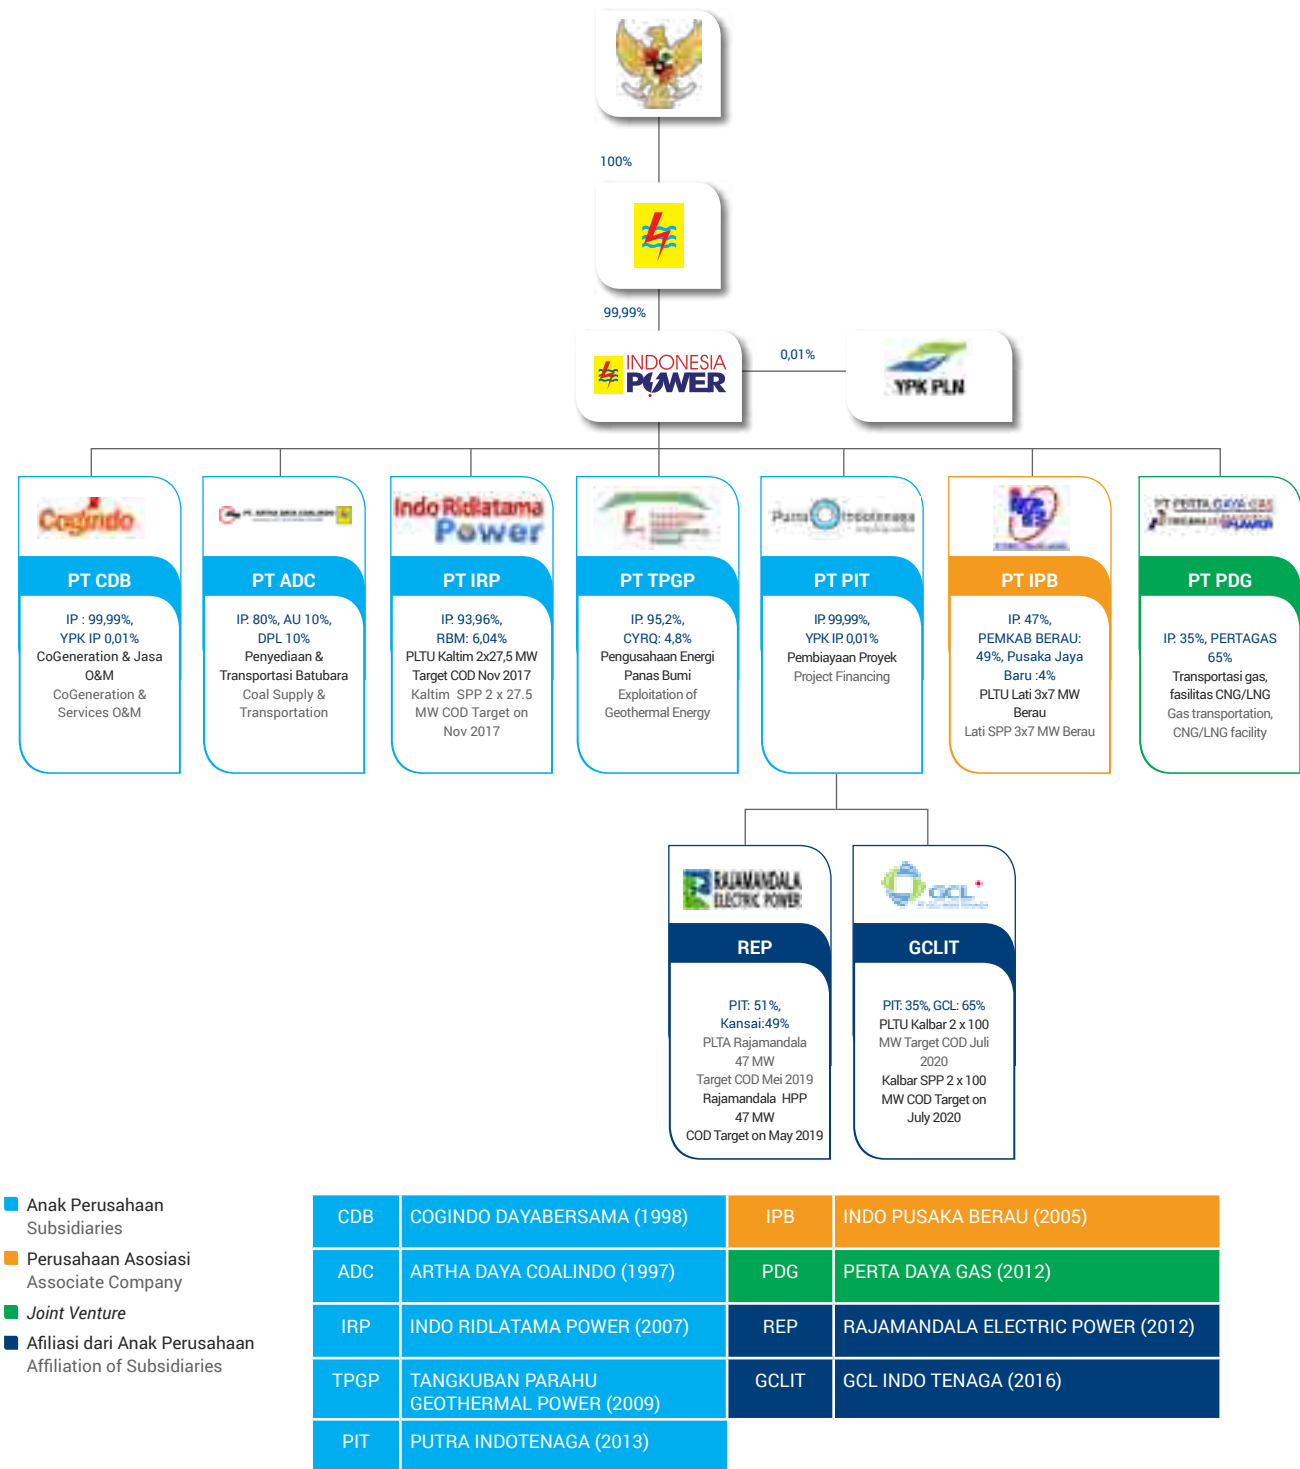 100%
99,99%
INDONESIA
POWER
0,01%
YPK PLN
Cogindo
PT. ARTHA DAYA COALINDO
Indo Ridlatama
Power
Putra Indotenaga
PT PERTA DAYA GAS
PT CDB
IP : 99,99%,
YPK IP 0,01%
CoGeneration & Jasa
O&M
CoGeneration &
Services O&M
PT ADC
IP: 80%, AU 10%,
DPL 10%
Penyediaan &
Transportasi Batubara
Coal Supply &
Transportation
PT IRP
IP: 93,96%,
RBM: 6,04%
PLTU Kaltim 2x27,5 MW
Target COD Nov 2017
Kaltim SPP 2 x 27.5
MW COD Target on
Nov 2017
PT TPGP
IP: 95,2%,
CYRQ: 4,8%
Pengusahaan Energi
Panas Bumi
Exploitation of
Geothermal Energy
PT PIT
IP: 99,99%,
YPK IP: 0,01%
Pembiayaan Proyek
Project Financing
PT IPB
IP: 47%,
PEMKAB BERAU:
49%, Pusaka Jaya
Baru :4%
PLTU Lati 3x7 MW
Berau
Lati SPP 3x7 MW Berau
PT PDG
IP: 35%, PERTAGAS
65%
Transportasi gas,
fasilitas CNG/LNG
Gas transportation,
CNG/LNG facility
RAJAMANDALA
ELECTRIC POWER
REP
PIT: 51%,
Kansai:49%
PLTA Rajamandala
47 MW
Target COD Mei 2019
Rajamandala HPP
47 MW
COD Target on May 2019
GCL
GCLIT
PIT: 35%, GCL: 65%
PLTU Kalbar 2 x 100
MW Target COD Juli
2020
Kalbar SPP 2 x 100
MW COD Target on
July 2020
Anak Perusahaan
Subsidiaries
Perusahaan Asosiasi
Associate Company
Joint Venture
Afiliasi dari Anak Perusahaan
Affiliation of Subsidiaries
CDB COGINDO DAYABERSAMA (1998) IPB INDO PUSAKA BERAU (2005)
ADC ARTHA DAYA COALINDO (1997) PDG PERTA DAYA GAS (2012)
IRP INDO RIDLATAMA POWER (2007) REP RAJAMANDALA ELECTRIC POWER (2012)
TPGP TANGKUBAN PARAHU GCLIT GCL INDO TENAGA (2016)
GEOTHERMAL POWER (2009)
PIT PUTRA INDOTENAGA (2013)